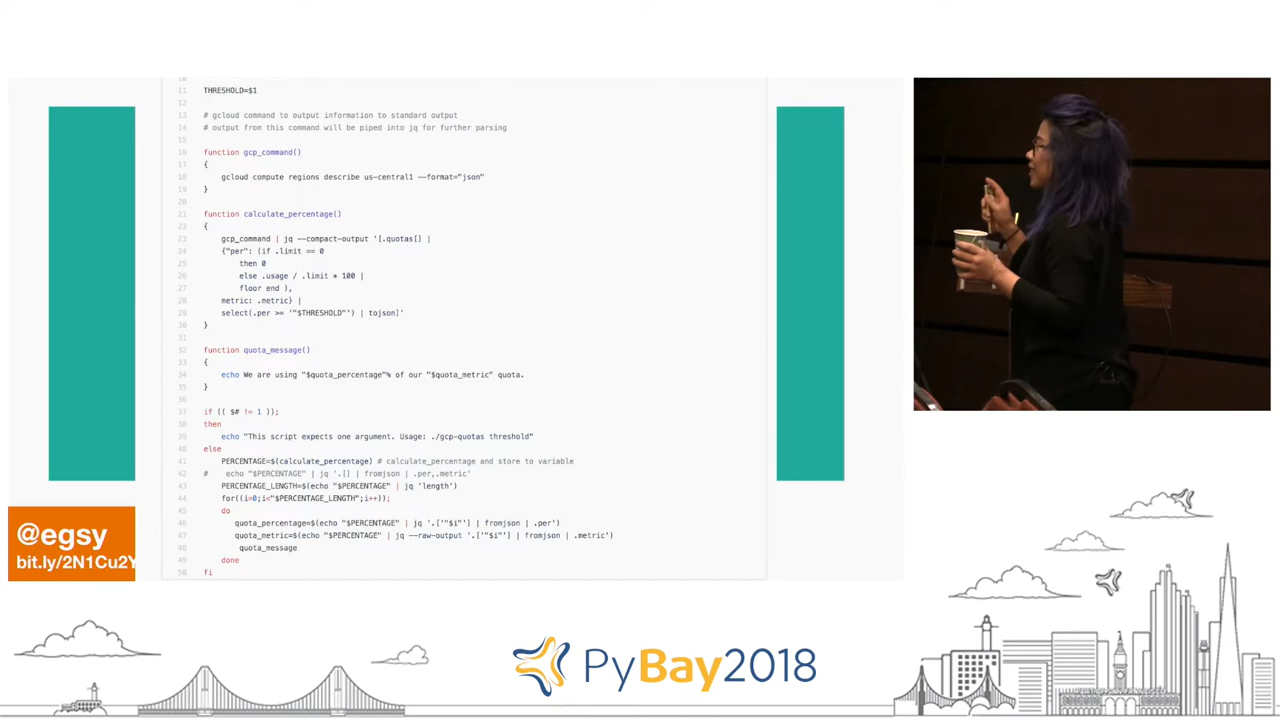 10
11 THRESHOLD=$1
12
13 # gcloud command to output information to standard output
14 # output from this command will be piped into jq for further parsing
15
16 function gcp_command()
17 {
18 gcloud compute regions describe us-central1 --format="json"
19 }
20
21 function calculate_percentage()
22 {
23 gcp_command | jq --compact-output '[.quotas[] |
24 {"per": (if .limit == 0
25 then 0
26 else .usage / .limit * 100 |
27 floor end ),
28 metric: .metric} |
29 select(.per >= '"$THRESHOLD"') | tojson]'
30 }
31
32 function quota_message()
33 {
34 echo We are using "$quota_percentage"% of our "$quota_metric" quota.
35 }
36
37 if (( $# != 1 ));
38 then
39 echo "This script expects one argument. Usage: ./gcp-quotas threshold"
40 else
41 PERCENTAGE=$(calculate_percentage) # calculate_percentage and store to variable
42 # echo "$PERCENTAGE" | jq '.[] | fromjson | .per,.metric'
43 PERCENTAGE_LENGTH=$(echo "$PERCENTAGE" | jq 'length')
44 for((i=0;i<"$PERCENTAGE_LENGTH";i++));
45 do
46 quota_percentage=$(echo "$PERCENTAGE" | jq '.['"$i"'] | fromjson | .per')
47 quota_metric=$(echo "$PERCENTAGE" | jq --raw-output '.['"$i"'] | fromjson | .metric')
48 quota_message
49 done
50 fi
@egsy
bit.ly/2N1Cu2Y
PyBay2018